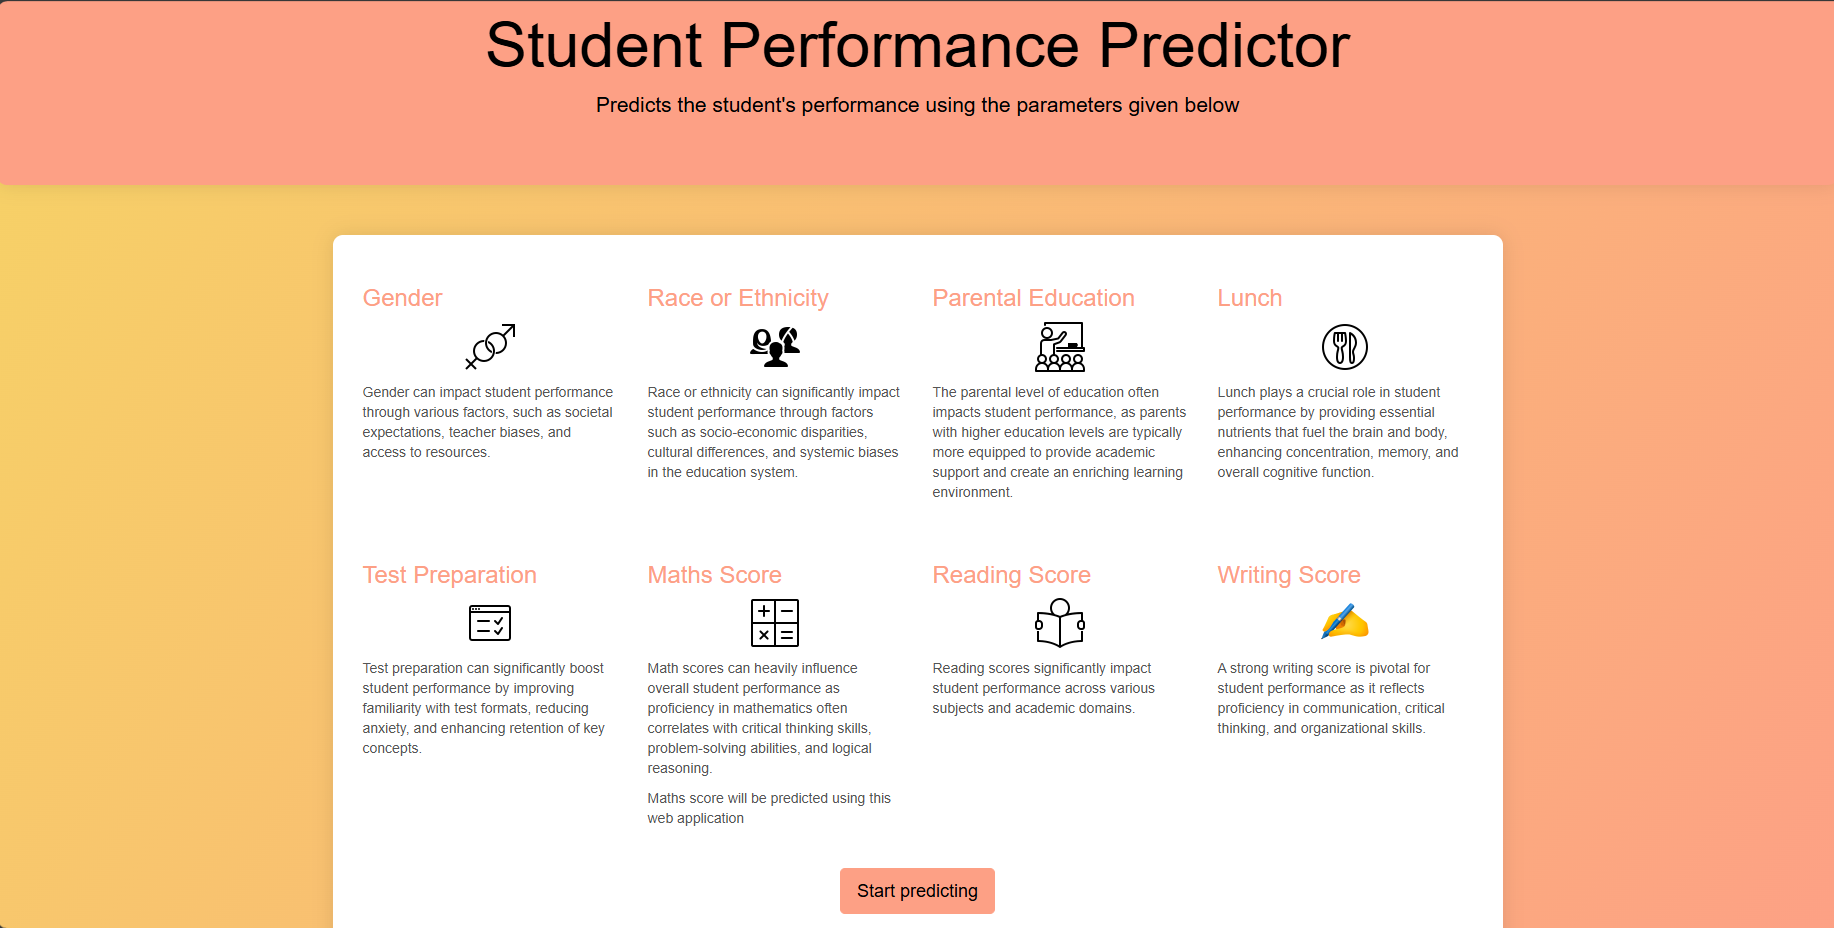 Student Performance Predictor
Predicts the student's performance using the parameters given below
Gender
Gender can impact student performance
through various factors, such as societal
expectations, teacher biases, and
access to resources.
Race or Ethnicity
Race or ethnicity can significantly impact
student performance through factors
such as socio-economic disparities,
cultural differences, and systemic biases
in the education system.
Parental Education
The parental level of education often
impacts student performance, as parents
with higher education levels are typically
more equipped to provide academic
support and create an enriching learning
environment.
Lunch
Lunch plays a crucial role in student
performance by providing essential
nutrients that fuel the brain and body,
enhancing concentration, memory, and
overall cognitive function.
Test Preparation
Test preparation can significantly boost
student performance by improving
familiarity with test formats, reducing
anxiety, and enhancing retention of key
concepts.
Maths Score
Math scores can heavily influence
overall student performance as
proficiency in mathematics often
correlates with critical thinking skills,
problem-solving abilities, and logical
reasoning.
Maths score will be predicted using this
web application
Reading Score
Reading scores significantly impact
student performance across various
subjects and academic domains.
Writing Score
A strong writing score is pivotal for
student performance as it reflects
proficiency in communication, critical
thinking, and organizational skills.
Start predicting